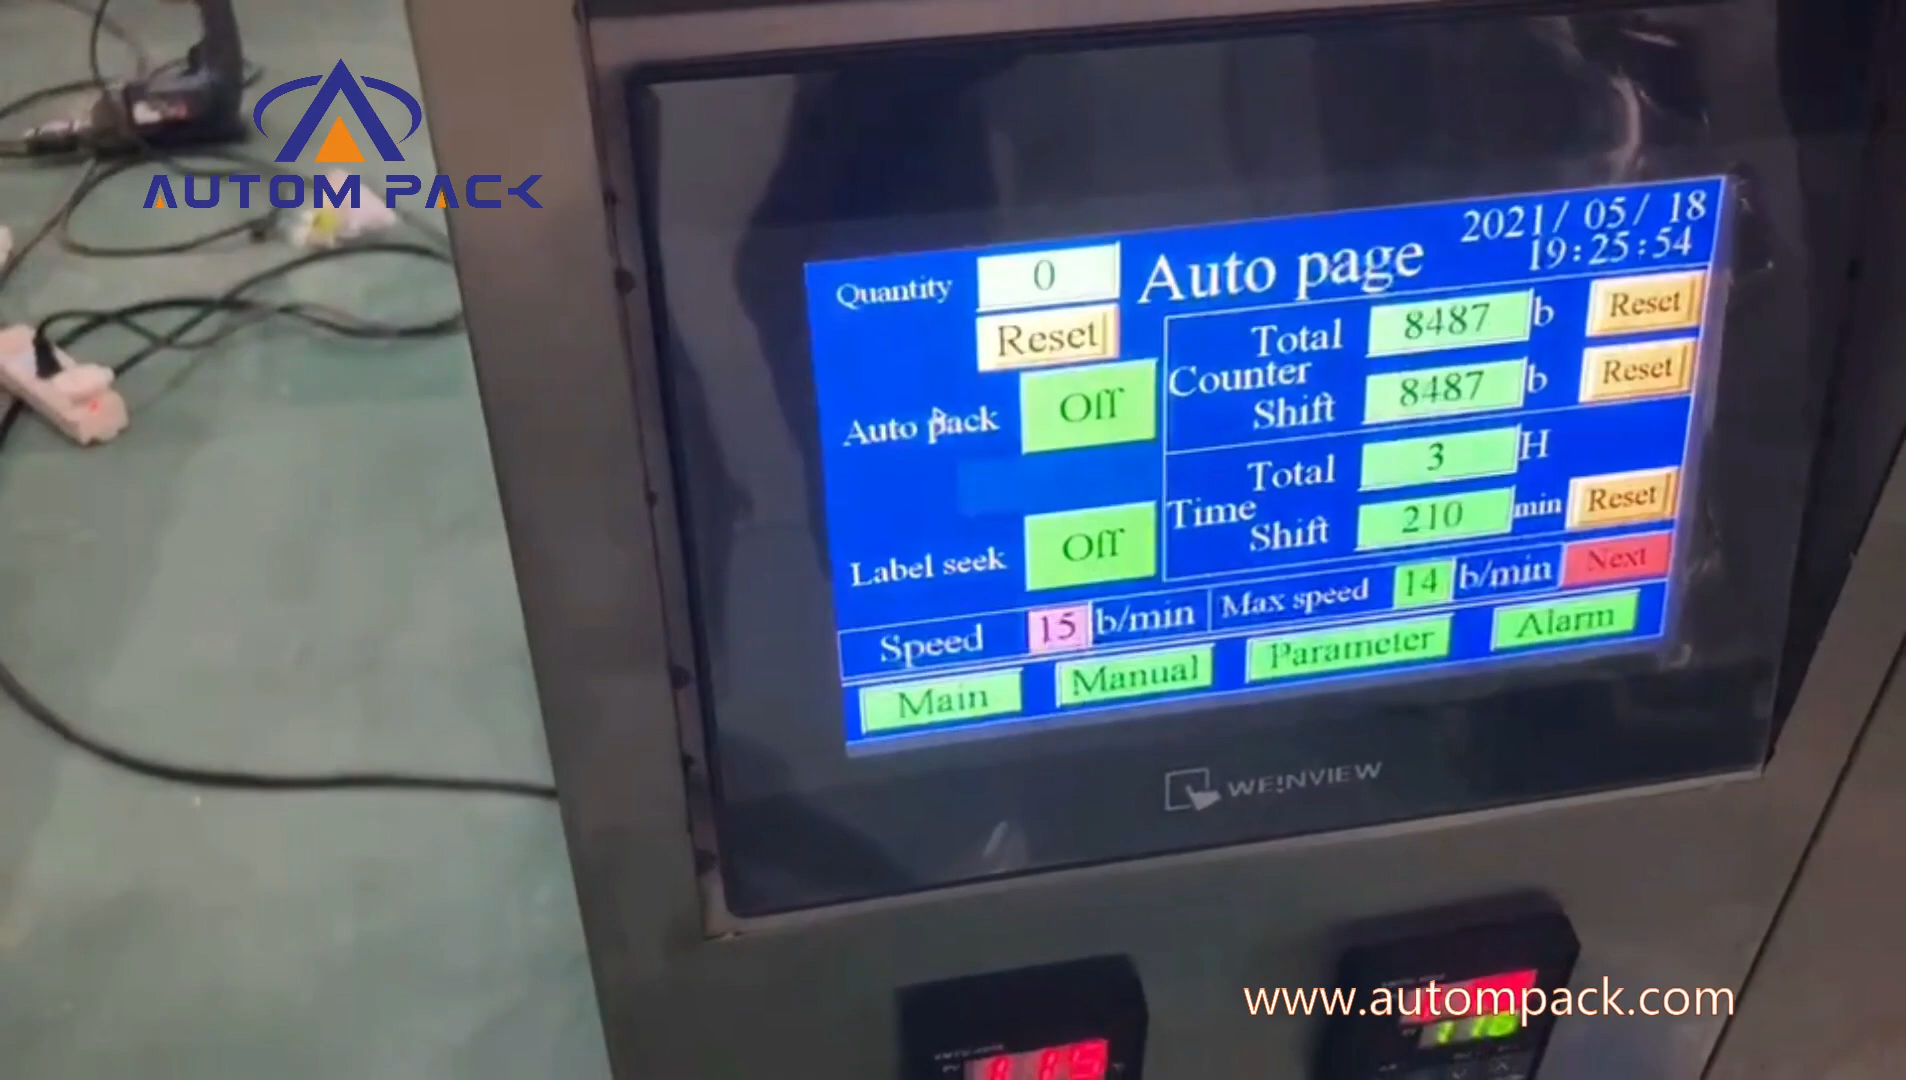 AUTOM PACK
2021/ 05/ 18
19:25:54
Auto page
Quantity 0
Reset
Total 8487 b Reset
Counter
Shift 8487 b Reset
Auto pack Off
Total 3 H
Time
Shift 210 min Reset
Label seek Off
Speed 15 b/min Max speed 14 b/min Next
Main Manual Parameter Alarm
WEINVIEW
www.autompack.com
115